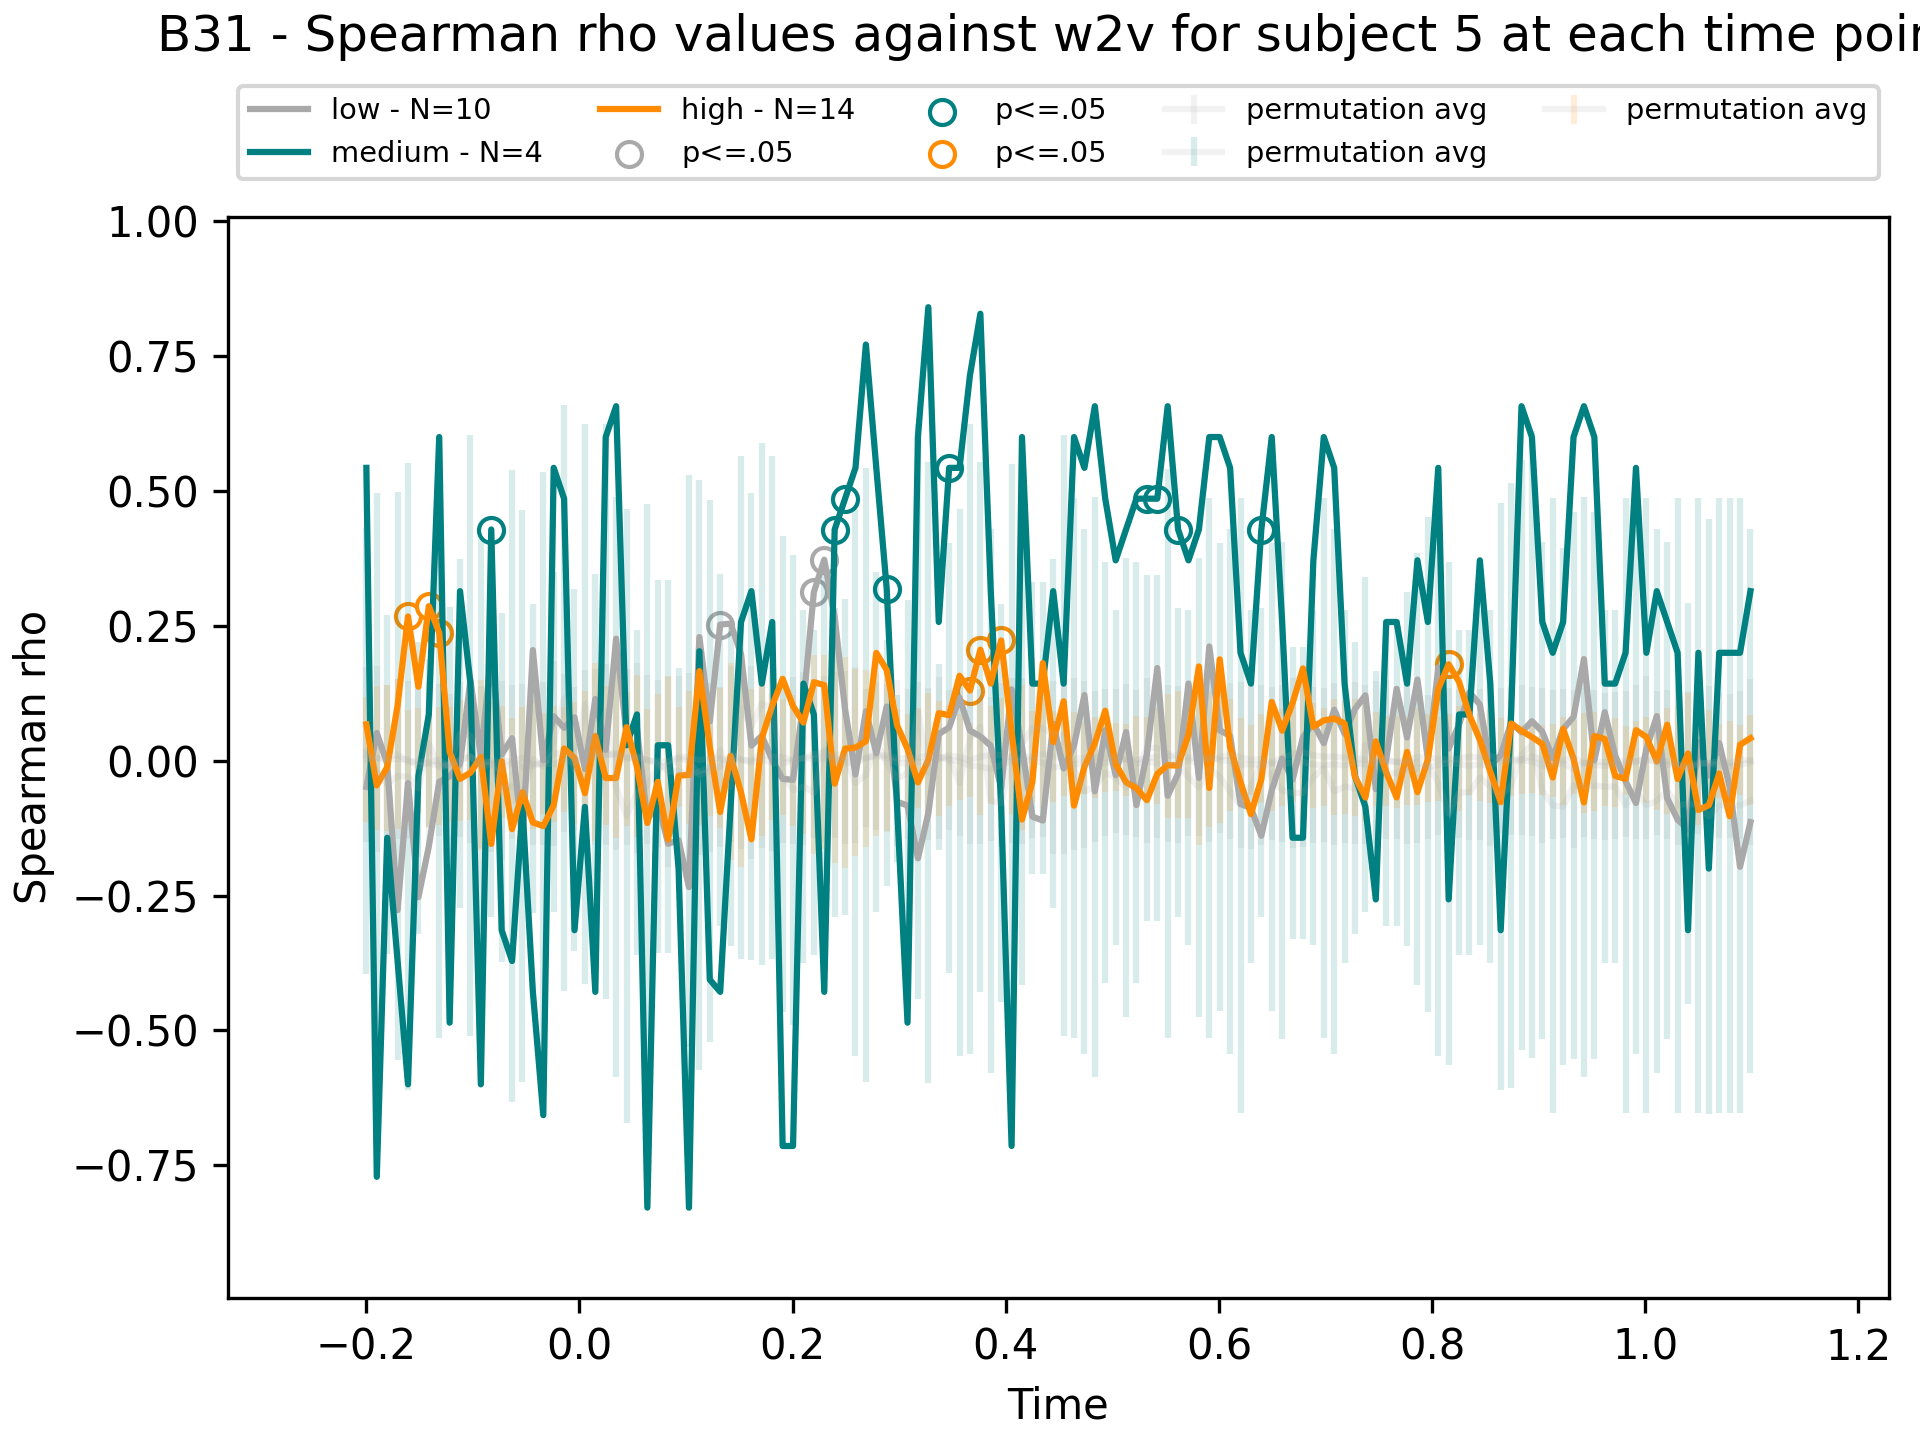 B31 - Spearman rho values against w2v for subject 5 at each time poi
low - N=10 high - N=14 p<=.05 permutation avg permutation avg
medium - N=4 p<=.05 p<=.05 permutation avg
1.00
0.75
0.50
0.25
0.00
−0.25
−0.50
−0.75
Spearman rho
−0.2 0.0 0.2 0.4 0.6 0.8 1.0 1.2
Time